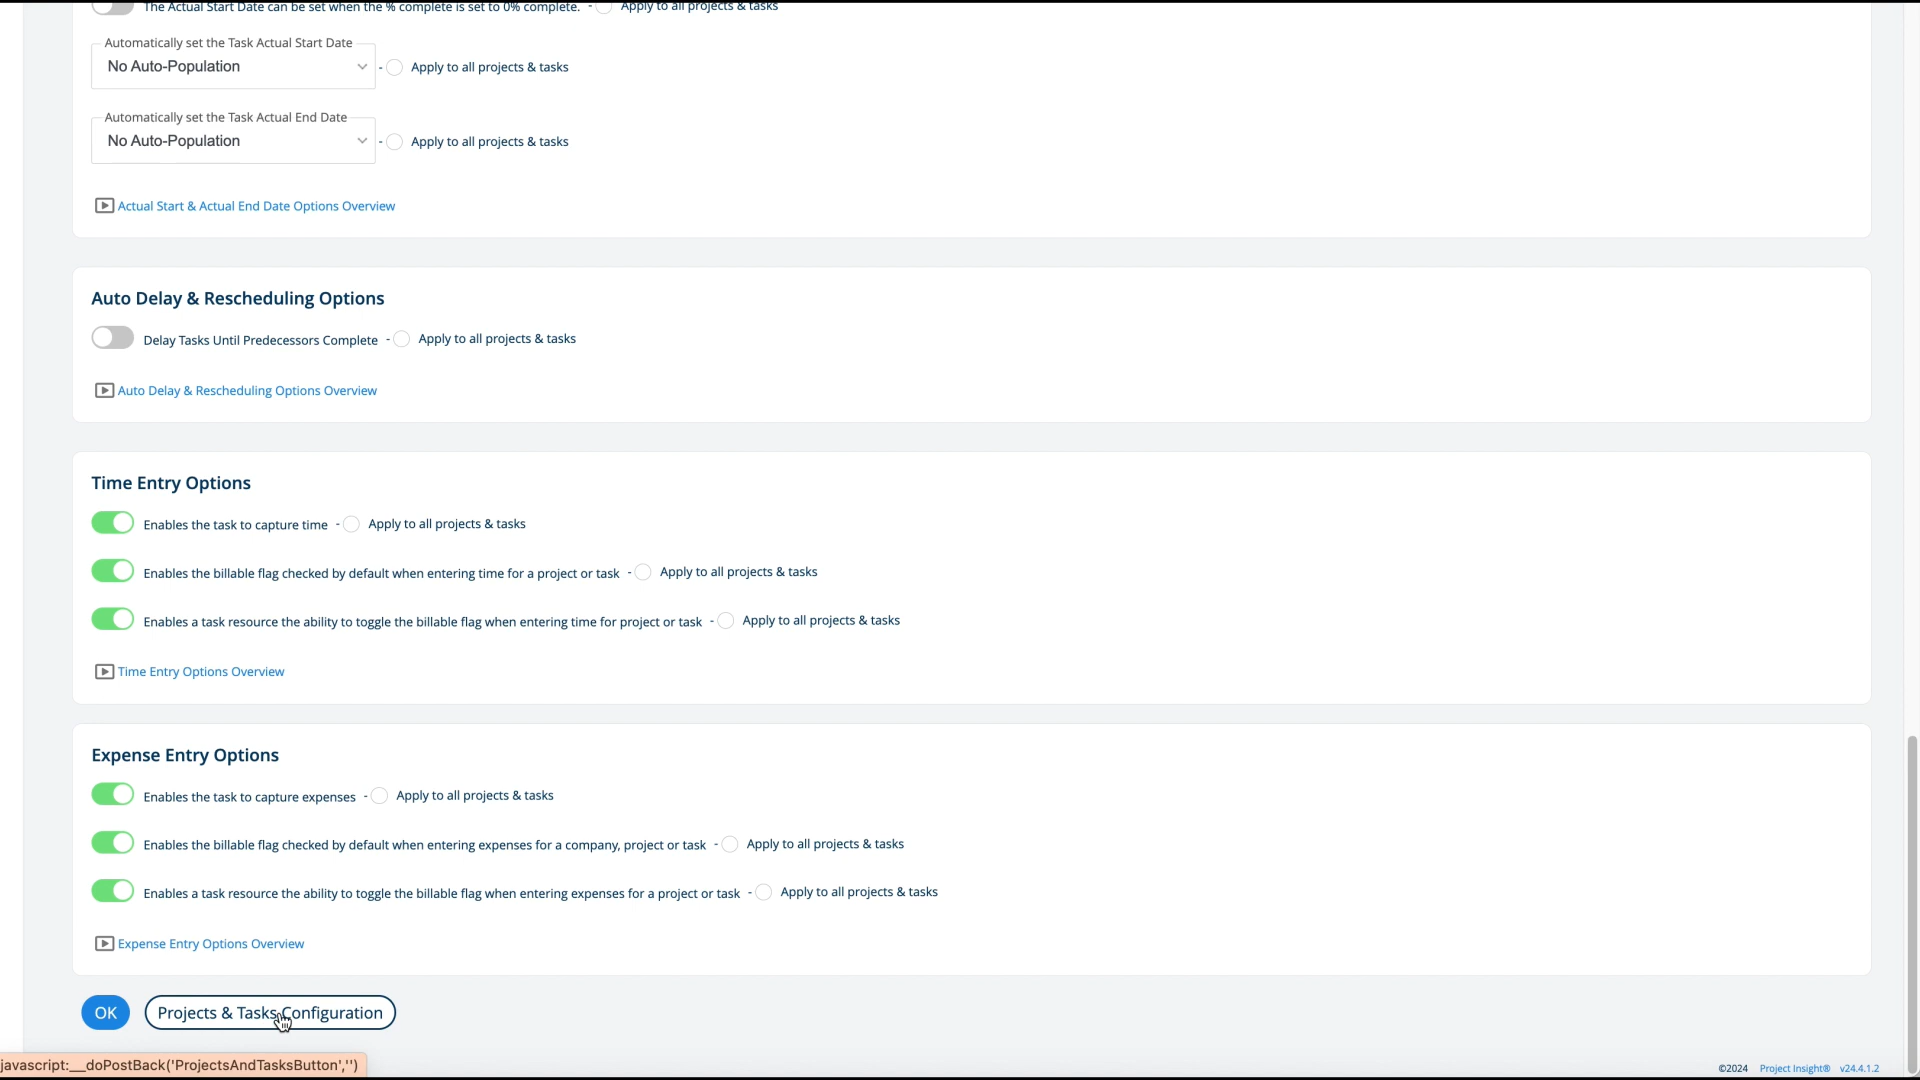 The Actual Start Date can be set when the % complete is set to 0% complete. - Apply to all projects & tasks
Automatically set the Task Actual Start Date
No Auto-Population - Apply to all projects & tasks
Automatically set the Task Actual End Date
No Auto-Population - Apply to all projects & tasks
Actual Start & Actual End Date Options Overview
Auto Delay & Rescheduling Options
Delay Tasks Until Predecessors Complete - Apply to all projects & tasks
Auto Delay & Rescheduling Options Overview
Time Entry Options
Enables the task to capture time - Apply to all projects & tasks
Enables the billable flag checked by default when entering time for a project or task - Apply to all projects & tasks
Enables a task resource the ability to toggle the billable flag when entering time for project or task - Apply to all projects & tasks
Time Entry Options Overview
Expense Entry Options
Enables the task to capture expenses - Apply to all projects & tasks
Enables the billable flag checked by default when entering expenses for a company, project or task - Apply to all projects & tasks
Enables a task resource the ability to toggle the billable flag when entering expenses for a project or task - Apply to all projects & tasks
Expense Entry Options Overview
OK Projects & Tasks Configuration
javascript:__doPostBack('ProjectsAndTasksButton','')
©2024 Project Insight® v24.4.1.2